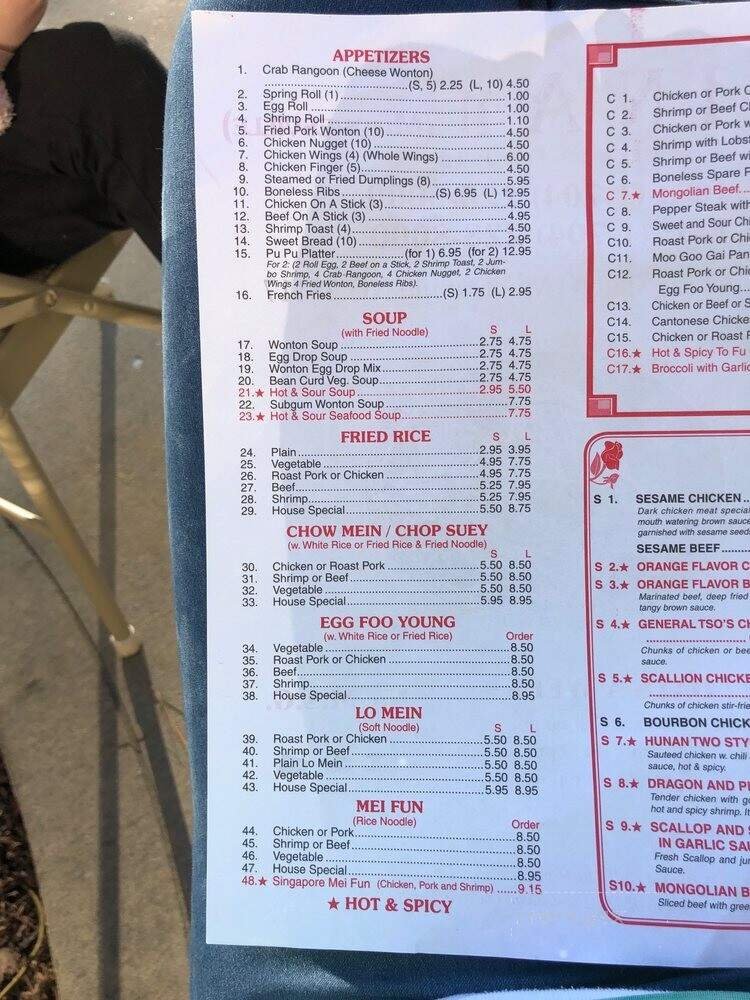 APPETIZERS
1. Crab Rangoon (Cheese Wonton)
(S, 5) 2.25 (L, 10) 4.50
2. Spring Roll (1) 1.00
3. Egg Roll 1.00
4. Shrimp Roll 1.10
5. Fried Pork Wonton (10) 4.50
6. Chicken Nugget (10) 4.50
7. Chicken Wings (4) (Whole Wings) 6.00
8. Chicken Finger (5) 4.50
9. Steamed or Fried Dumplings (8) 5.95
10. Boneless Ribs (S) 6.95 (L) 12.95
11. Chicken On A Stick (3) 4.50
12. Beef On A Stick (3) 4.95
13. Shrimp Toast (4) 4.50
14. Sweet Bread (10) 2.95
15. Pu Pu Platter (for 1) 6.95 (for 2) 12.95
For 2: (2 Roll Egg, 2 Beef on a Stick, 2 Shrimp Toast, 2 Jum-
bo Shrimp, 4 Crab Rangoon, 4 Chicken Nugget, 2 Chicken
Wings 4 Fried Wonton, Boneless Ribs).
16. French Fries (S) 1.75 (L) 2.95
SOUP
(with Fried Noodle) S L
17. Wonton Soup 2.75 4.75
18. Egg Drop Soup 2.75 4.75
19. Wonton Egg Drop Mix 2.75 4.75
20. Bean Curd Veg. Soup 2.75 4.75
21.★ Hot & Sour Soup 2.95 5.50
22. Subgum Wonton Soup 7.75
23.★ Hot & Sour Seafood Soup 7.75
FRIED RICE S L
24. Plain 2.95 3.95
25. Vegetable 4.95 7.75
26. Roast Pork or Chicken 4.95 7.75
27. Beef 5.25 7.95
28. Shrimp 5.25 7.95
29. House Special 5.50 8.75
CHOW MEIN / CHOP SUEY
(w. White Rice or Fried Rice & Fried Noodle)
S L
30. Chicken or Roast Pork 5.50 8.50
31. Shrimp or Beef 5.50 8.50
32. Vegetable 5.50 8.50
33. House Special 5.95 8.95
EGG FOO YOUNG
(w. White Rice or Fried Rice) Order
34. Vegetable 8.50
35. Roast Pork or Chicken 8.50
36. Beef 8.50
37. Shrimp 8.50
38. House Special 8.95
LO MEIN
(Soft Noodle) S L
39. Roast Pork or Chicken 5.50 8.50
40. Shrimp or Beef 5.50 8.50
41. Plain Lo Mein 5.50 8.50
42. Vegetable 5.50 8.50
43. House Special 5.95 8.95
MEI FUN
(Rice Noodle) Order
44. Chicken or Pork 8.50
45. Shrimp or Beef 8.50
46. Vegetable 8.50
47. House Special 8.95
48.★ Singapore Mei Fun (Chicken, Pork and Shrimp) 9.15
★ HOT & SPICY
C 1. Chicken or Pork
C 2. Shrimp or Beef
C 3. Chicken or Pork
C 4. Shrimp with
C 5. Shrimp or Beef
C 6. Boneless Spare
C 7.★ Mongolian Beef
C 8. Pepper Steak with
C 9. Sweet and Sour
C10. Roast Pork or
C11. Moo Goo Gai Pan
C12. Roast Pork or
Egg Foo Young
C13. Chicken or Beef or
C14. Cantonese
C15. Chicken or Roast
C16.★ Hot & Spicy To Fu
C17.★ Broccoli with
S 1. SESAME CHICKEN
Dark chicken meat
mouth watering brown
garnished with sesame
SESAME BEEF
S 2.★ ORANGE FLAVOR
S 3.★ ORANGE FLAVOR
Marinated beef, deep fried
tangy brown sauce.
S 4.★ GENERAL TSO'S
Chunks of chicken or
sauce.
S 5.★ SCALLION
Chunks of chicken
S 6. BOURBON
S 7.★ HUNAN TWO
Sauteed chicken w. chili
sauce, hot & spicy.
S 8.★ DRAGON AND
Tender chicken with
hot and spicy shrimp.
S 9.★ SCALLOP AND
IN GARLIC
Fresh Scallop and
Sauce.
S10.★ MONGOLIAN
Sliced beef with